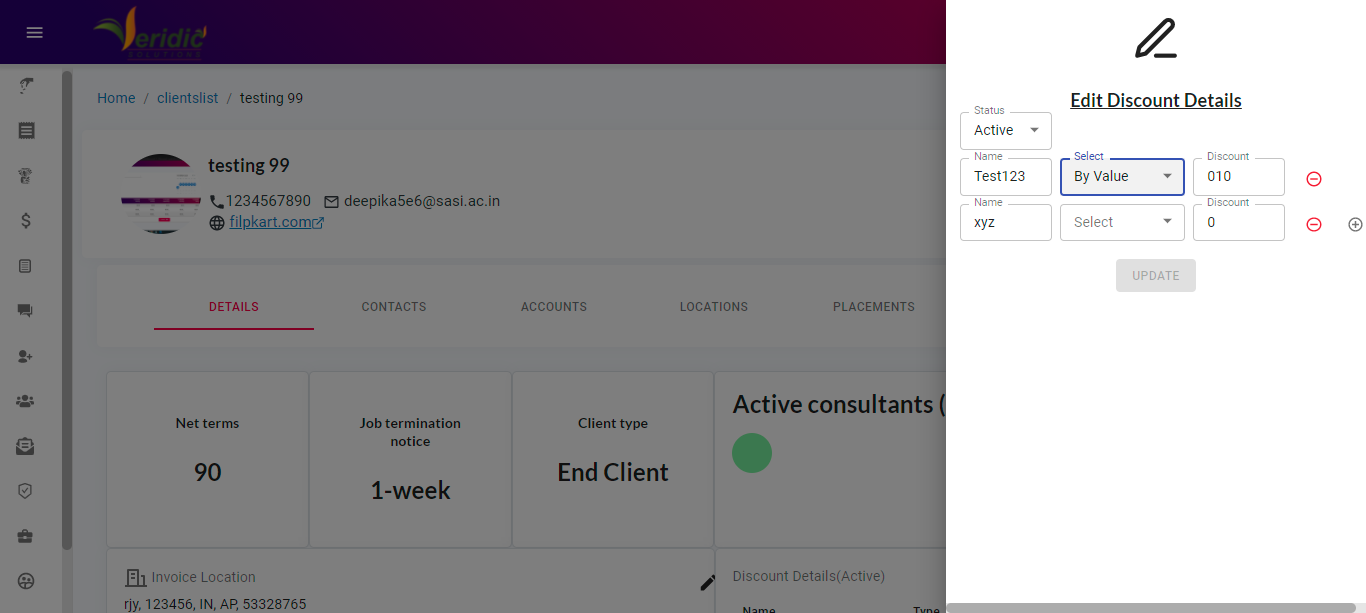 eridic
SOLUTIONS
Home / clientslist / testing 99
testing 99
1234567890 deepika5e6@sasi.ac.in
filpkart.com
DETAILS CONTACTS ACCOUNTS LOCATIONS PLACEMENTS
Net terms
90
Job termination
notice
1-week
Client type
End Client
Active consultants (
Invoice Location
rjy, 123456, IN, AP, 53328765
Discount Details(Active)
Name Type
Edit Discount Details
Status
Active
Name Select Discount
Test123 By Value 010
Name Discount
xyz Select 0
UPDATE